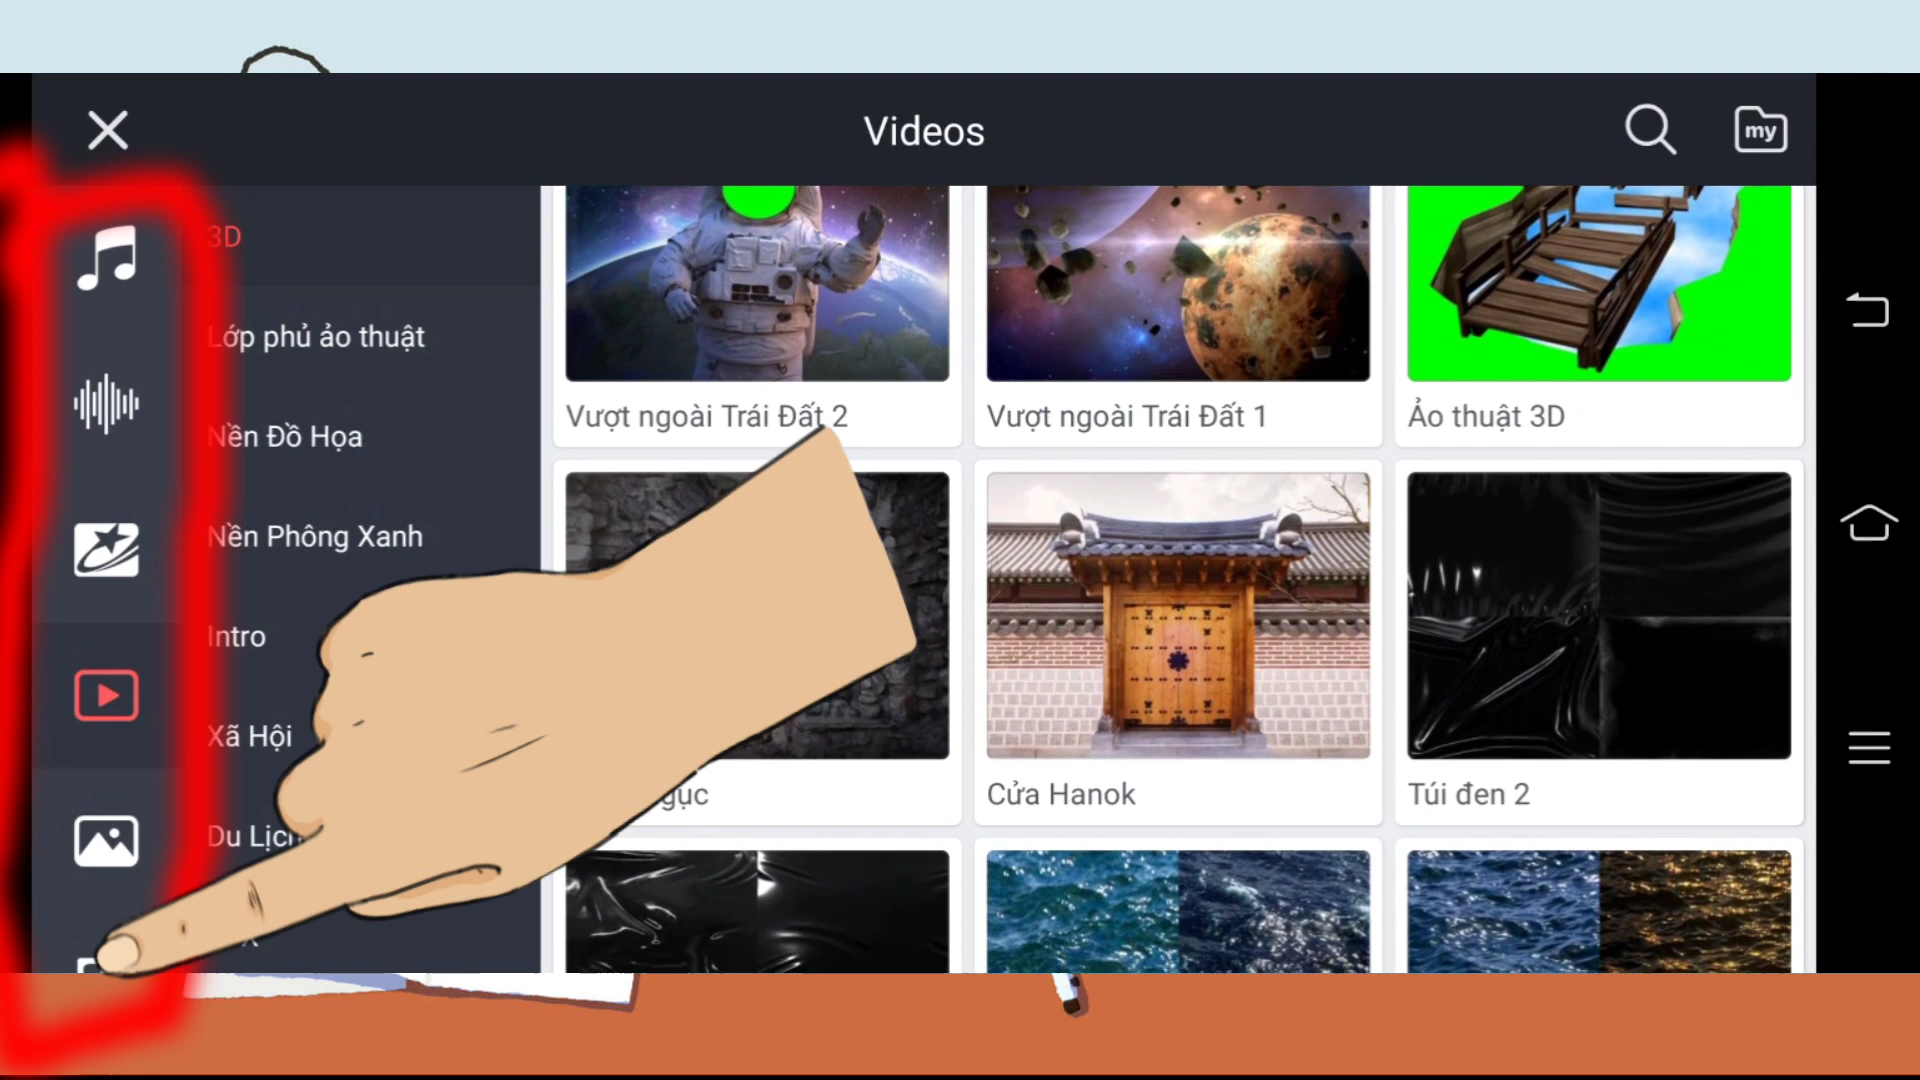 Videos
my
3D
Lớp phủ ảo thuật
Nền Đồ Họa
Nền Phông Xanh
Intro
Xã Hội
Vượt ngoài Trái Đất 2
Vượt ngoài Trái Đất 1
Ảo thuật 3D
Cửa Hanok
Túi đen 2